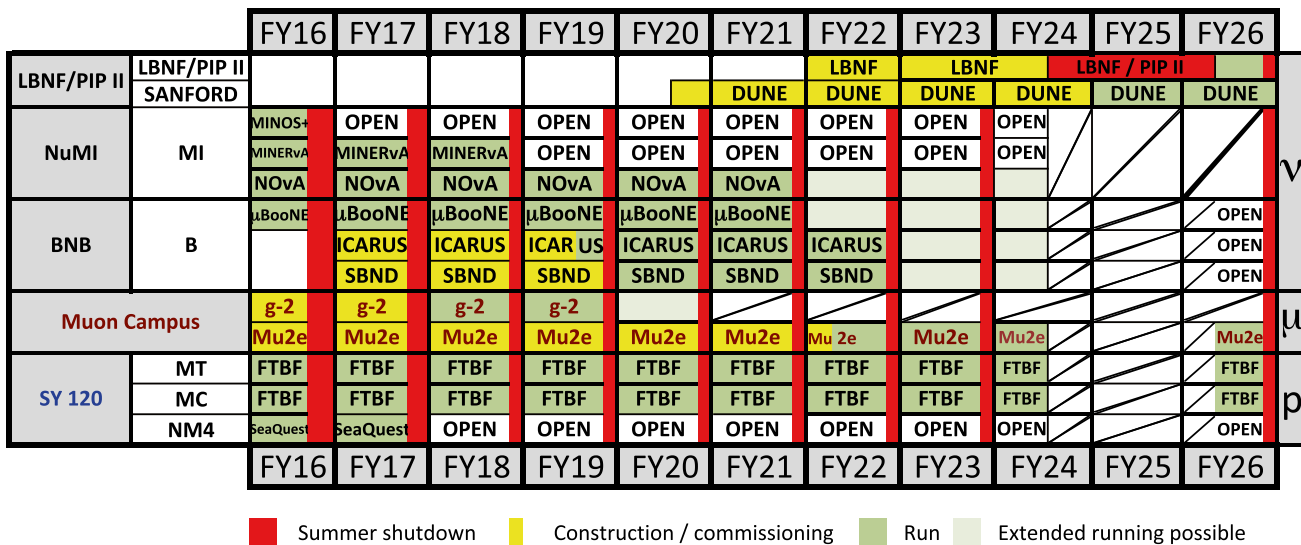 FY16 FY17 FY18 FY19 FY20 FY21 FY22 FY23 FY24 FY25 FY26
LBNF/PIP II LBNF/PIP II LBNF LBNF LBNF / PIP II
SANFORD DUNE DUNE DUNE DUNE DUNE DUNE
ν
NuMI MI MINOS+ OPEN OPEN OPEN OPEN OPEN OPEN OPEN OPEN
MINERvA MINERvA MINERvA OPEN OPEN OPEN OPEN OPEN OPEN
NOvA NOvA NOvA NOvA NOvA NOvA
BNB B μBooNE μBooNE μBooNE μBooNE μBooNE μBooNE OPEN
ICARUS ICARUS ICARUS ICARUS ICARUS ICARUS OPEN
SBND SBND SBND SBND SBND SBND OPEN
Muon Campus g-2 g-2 g-2 g-2 μ
Mu2e Mu2e Mu2e Mu2e Mu2e Mu2e Mu2e Mu2e Mu2e Mu2e
SY 120 MT FTBF FTBF FTBF FTBF FTBF FTBF FTBF FTBF FTBF FTBF
MC FTBF FTBF FTBF FTBF FTBF FTBF FTBF FTBF FTBF FTBF p
NM4 SeaQuest SeaQuest OPEN OPEN OPEN OPEN OPEN OPEN OPEN OPEN
FY16 FY17 FY18 FY19 FY20 FY21 FY22 FY23 FY24 FY25 FY26
Summer shutdown Construction / commissioning Run Extended running possible